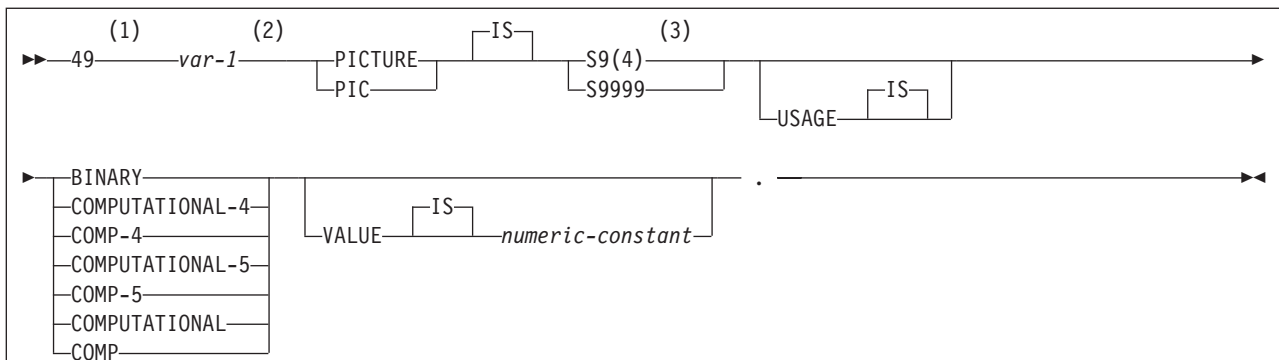 (1) (2) IS (3)
49 var-1 PICTURE S9(4)
PIC S9999 IS
USAGE
BINARY .
COMPUTATIONAL-4 IS
COMP-4 VALUE numeric-constant
COMPUTATIONAL-5
COMP-5
COMPUTATIONAL
COMP